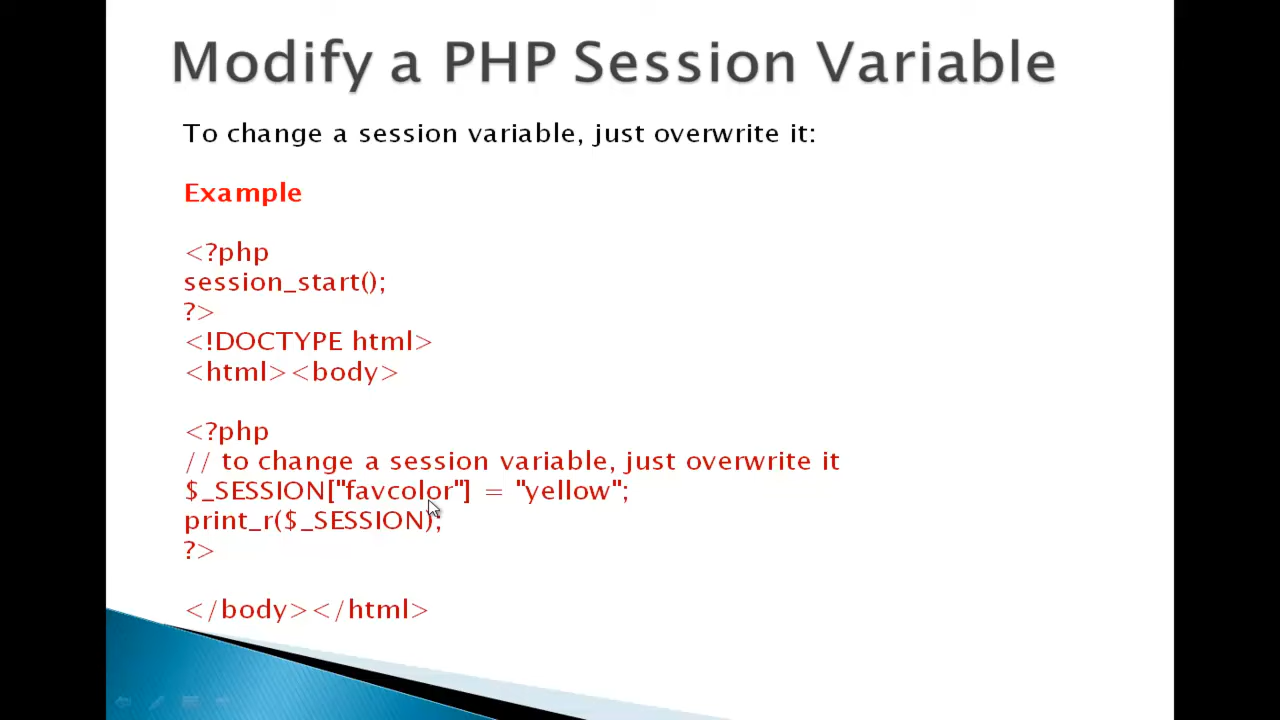 Modify a PHP Session Variable
To change a session variable, just overwrite it:
Example
<?php
session_start();
?>
<!DOCTYPE html>
<html><body>
<?php
// to change a session variable, just overwrite it
$_SESSION["favcolor"] = "yellow";
print_r($_SESSION);
?>
</body></html>